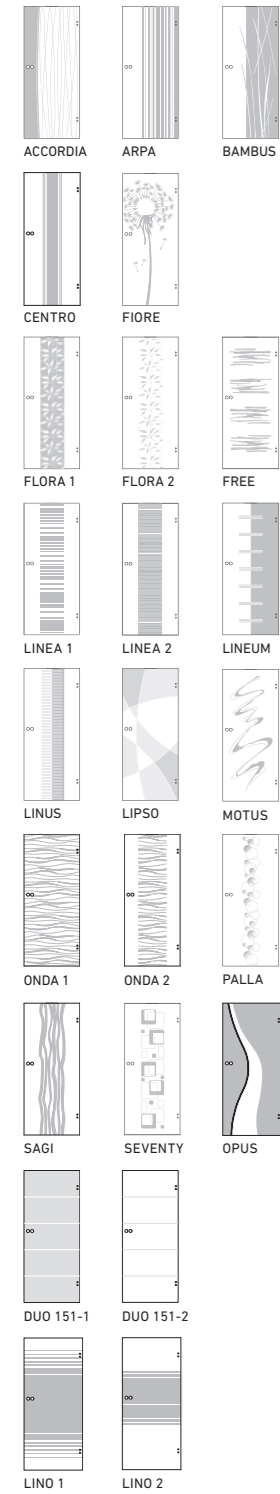 ACCORDIA ARPA BAMBUS
CENTRO FIORE
FLORA 1 FLORA 2 FREE
LINEA 1 LINEA 2 LINEUM
LINUS LIPSO MOTUS
ONDA 1 ONDA 2 PALLA
SAGI SEVENTY OPUS
DUO 151-1 DUO 151-2
LINO 1 LINO 2